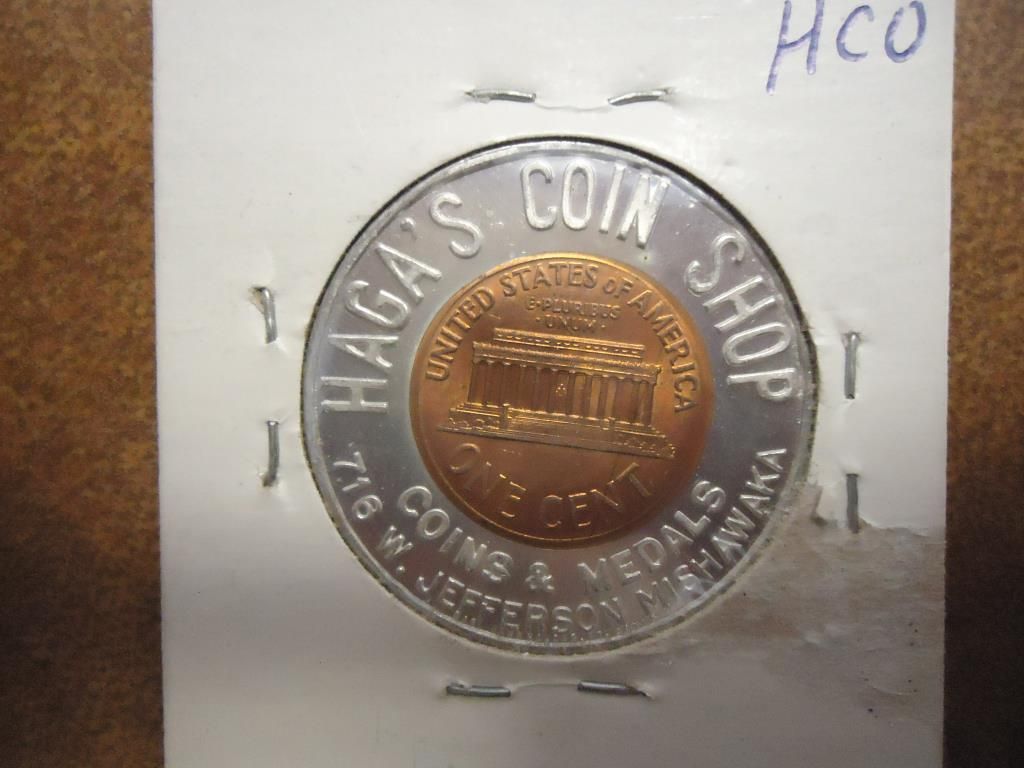 HCO
HAGA'S COIN SHOP
UNITED STATES OF AMERICA
E·PLURIBUS
·UNUM·
ONE CENT
COINS & MEDALS
716 W. JEFFERSON MISHAWAKA